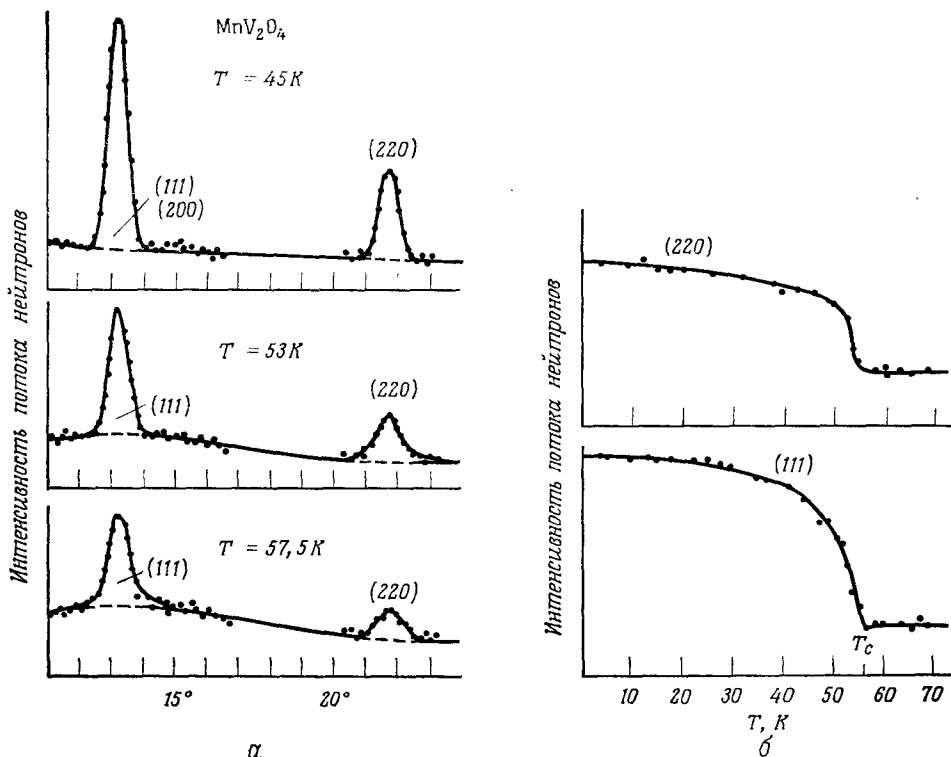 MnV₂O₄
T = 45K
(220)
(111)
(200)
Интенсивность потока нейтронов
T = 53K
(220)
(111)
T = 57,5K
(220)
(111)
15° 20°
а
Интенсивность потока нейтронов
(220)
(111)
Tc
10 20 30 40 50 60 70
T, K
б